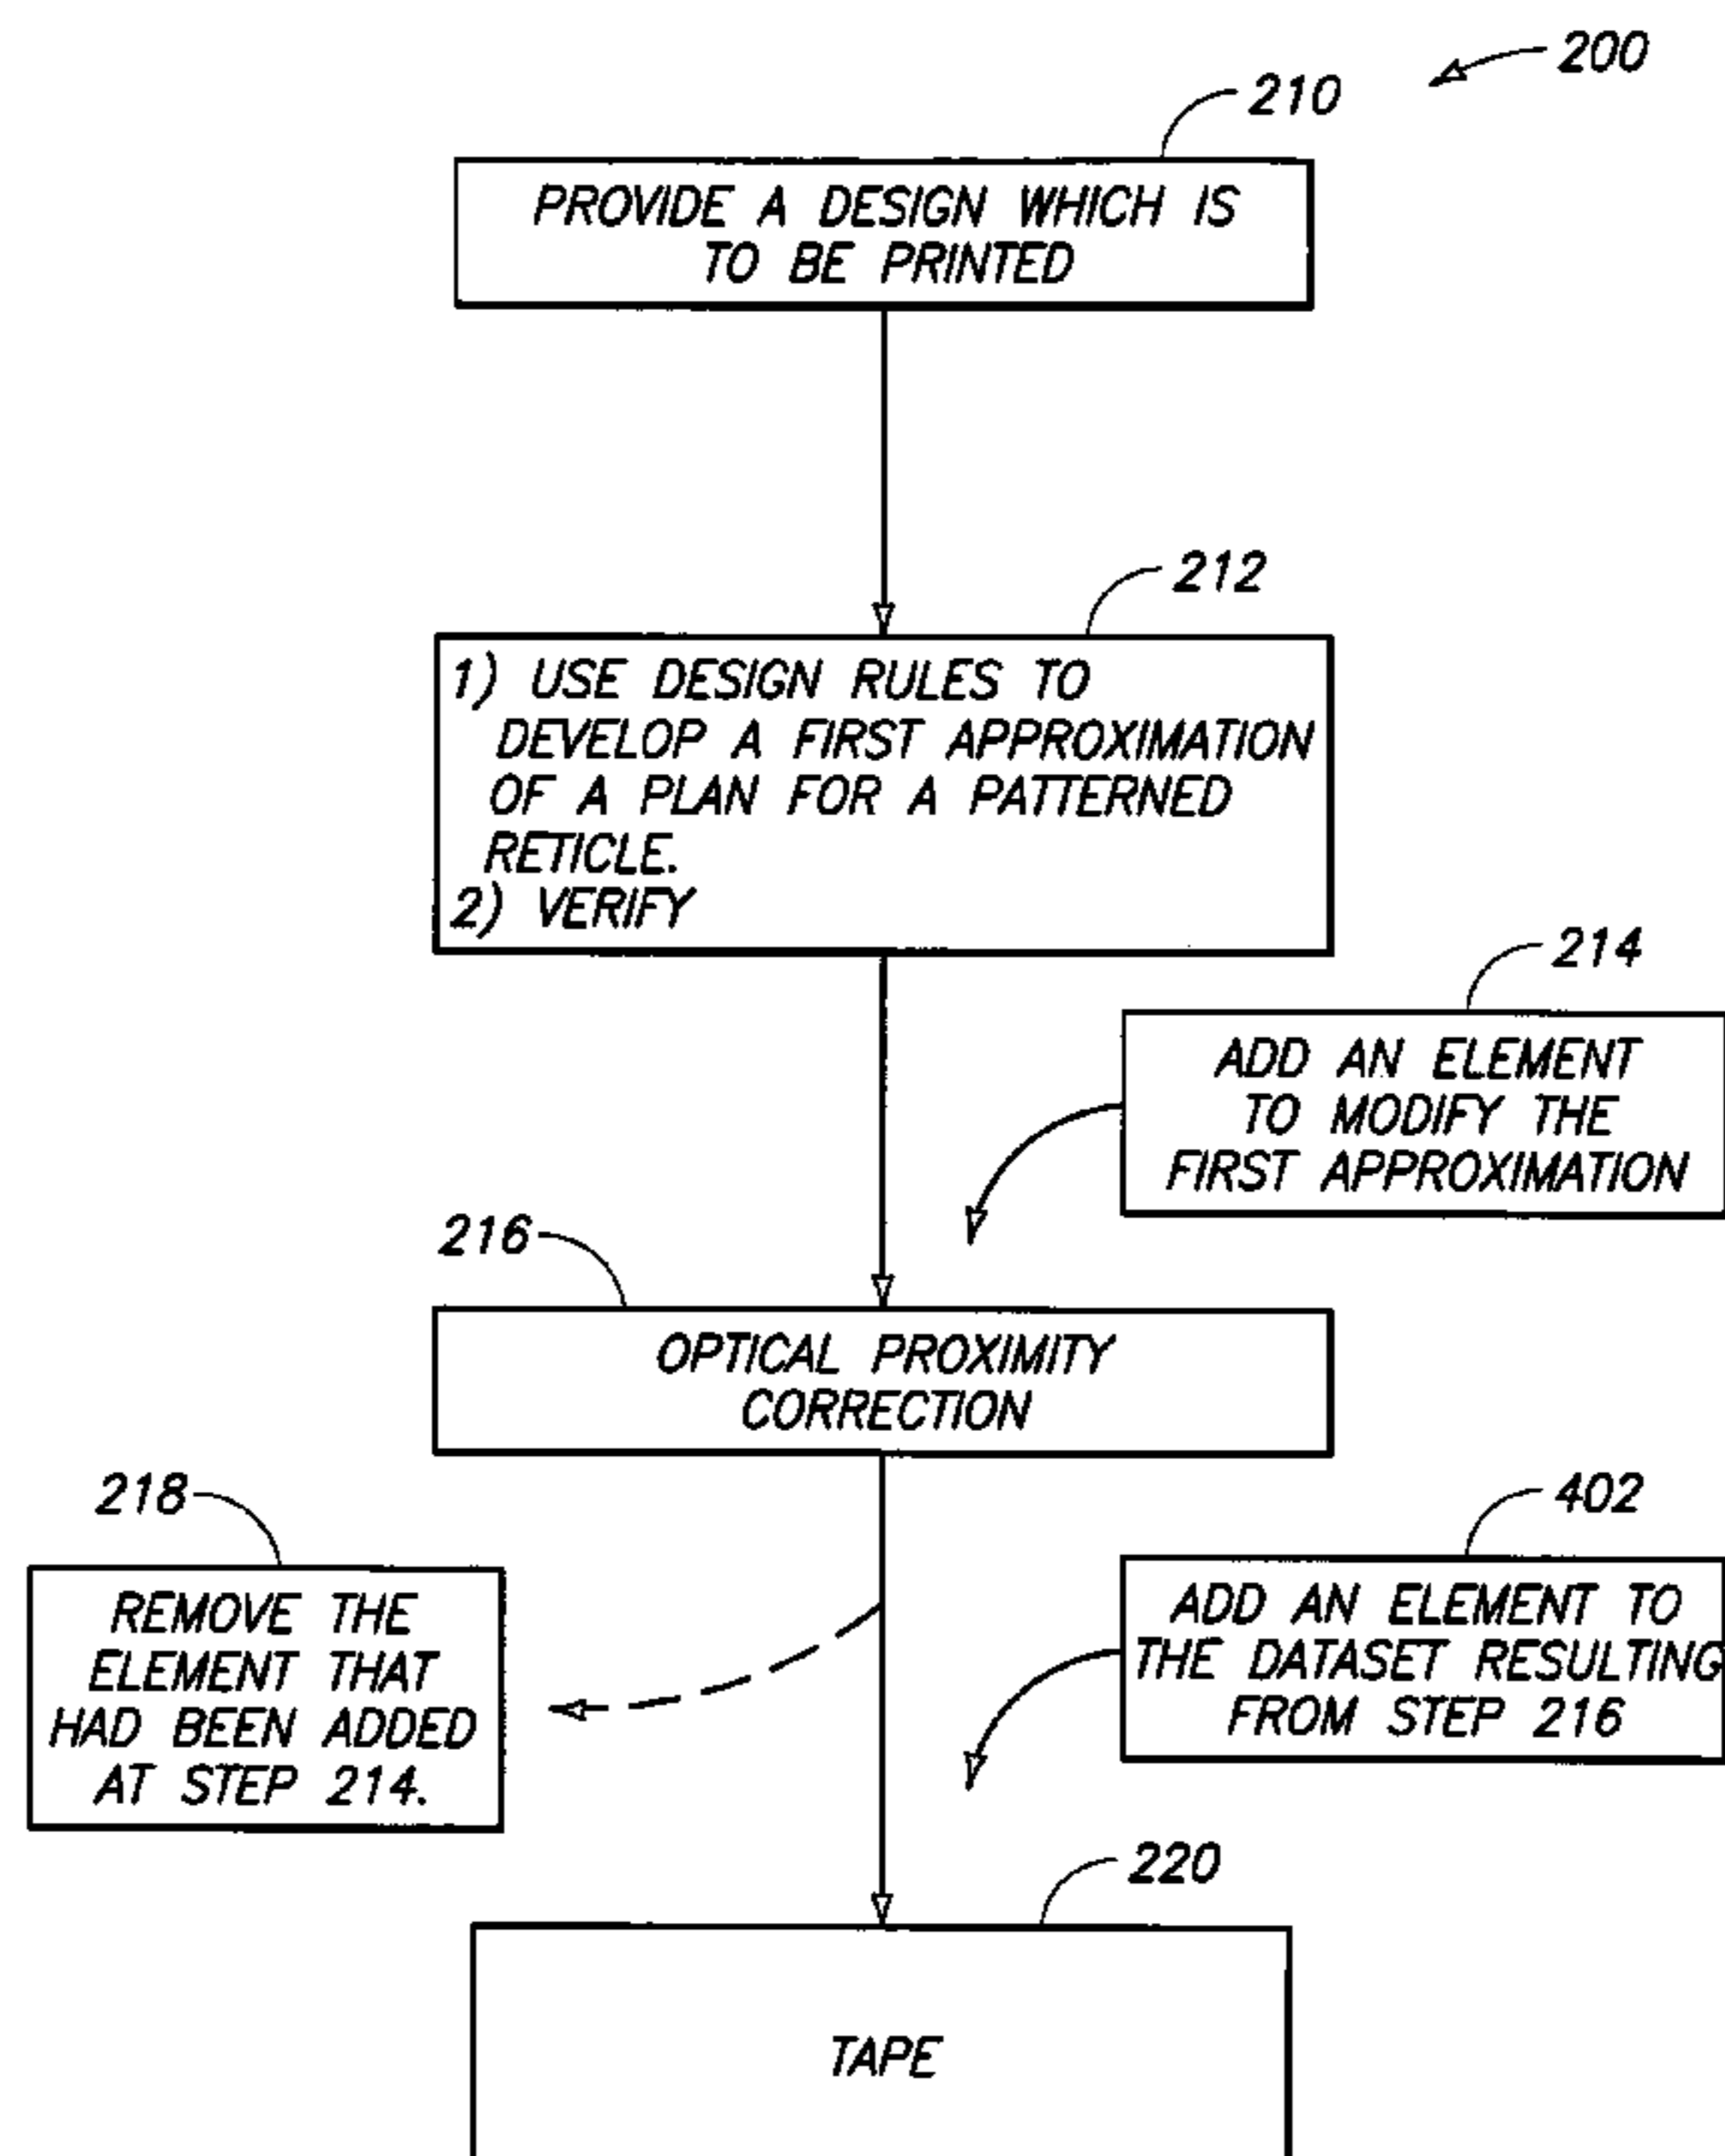 200
210
PROVIDE A DESIGN WHICH IS
TO BE PRINTED
212
1) USE DESIGN RULES TO
DEVELOP A FIRST APPROXIMATION
OF A PLAN FOR A PATTERNED
RETICLE.
2) VERIFY
214
ADD AN ELEMENT
TO MODIFY THE
FIRST APPROXIMATION
216
OPTICAL PROXIMITY
CORRECTION
218
REMOVE THE
ELEMENT THAT
HAD BEEN ADDED
AT STEP 214.
402
ADD AN ELEMENT TO
THE DATASET RESULTING
FROM STEP 216
220
TAPE